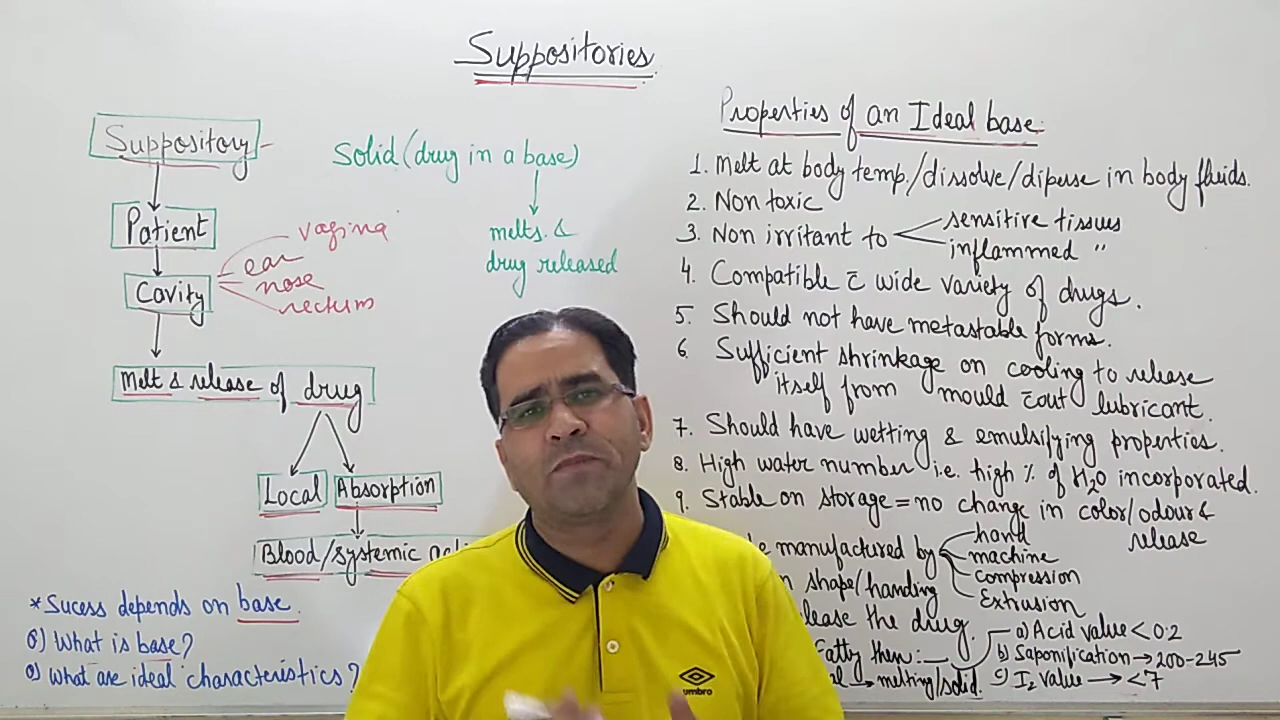 Suppositories
Suppository
Patient
Cavity
vagina
ear
nose
rectum
Melt & release of drug
Local
Absorption
Blood/systemic
*Sucess depends on base.
Q) What is base?
Q) What are ideal characteristics?
Solid (drug in a base)
melts &
drug released
Properties of an Ideal base
1. Melt at body temp./dissolve/diperse in body fluids.
2. Non toxic
3. Non irritant to
sensitive tissues
inflammed "
4. Compatible c̄ wide variety of drugs.
5. Should not have metastable forms.
6. Sufficient shrinkage on cooling to release
itself from mould c̄out lubricant.
7. Should have wetting & emulsifying properties.
8. High water number i.e. high % of H2O incorporated.
9. Stable on storage = no change in color/odour &
release
manufactured by
hand
machine
compression
Extrusion
shape/handing
the drug.
Fatty then:
a) Acid value < 0.2
b) Saponification → 200-245
c) I2 value → < 7
→ melting/solid.
umbro